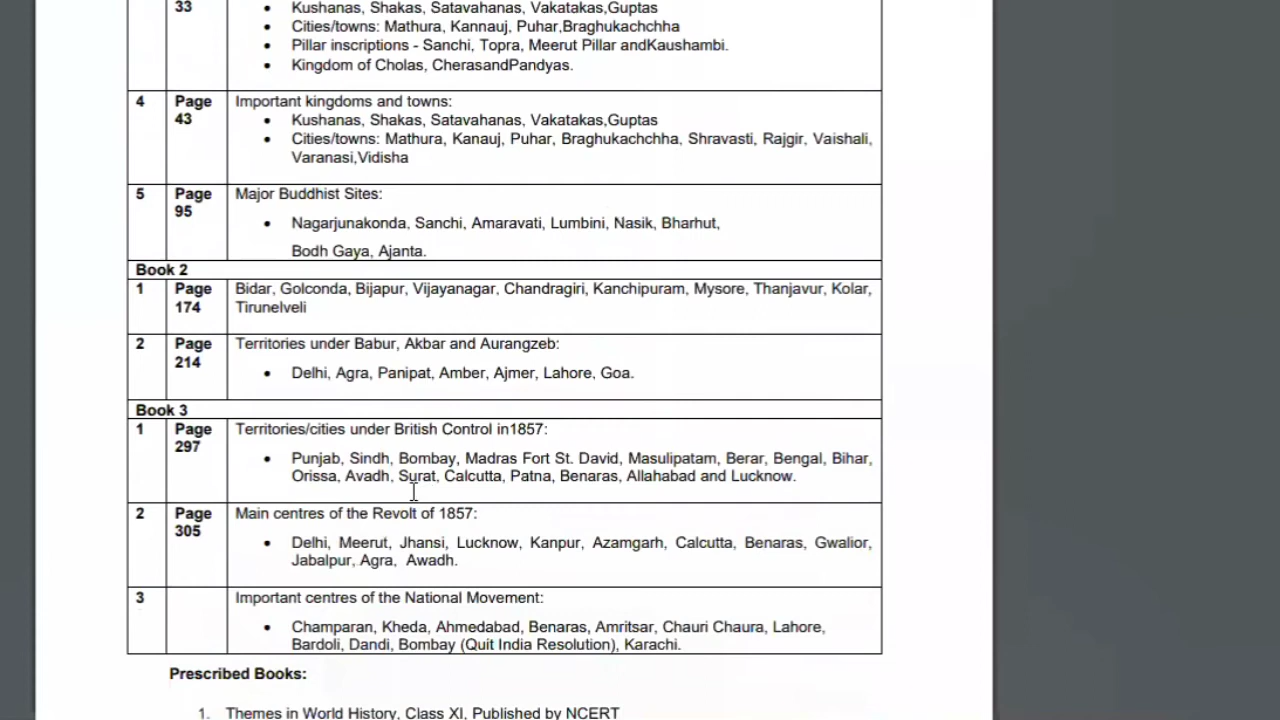 33
• Kushanas, Shakas, Satavahanas, Vakatakas,Guptas
• Cities/towns: Mathura, Kannauj, Puhar,Braghukachchha
• Pillar inscriptions - Sanchi, Topra, Meerut Pillar andKaushambi.
• Kingdom of Cholas, CherasandPandyas.
4 Page Important kingdoms and towns:
43 • Kushanas, Shakas, Satavahanas, Vakatakas,Guptas
• Cities/towns: Mathura, Kanauj, Puhar, Braghukachchha, Shravasti, Rajgir, Vaishali,
Varanasi,Vidisha
5 Page Major Buddhist Sites:
95
• Nagarjunakonda, Sanchi, Amaravati, Lumbini, Nasik, Bharhut,
Bodh Gaya, Ajanta.
Book 2
1 Page Bidar, Golconda, Bijapur, Vijayanagar, Chandragiri, Kanchipuram, Mysore, Thanjavur, Kolar,
174 Tirunelveli
2 Page Territories under Babur, Akbar and Aurangzeb:
214
• Delhi, Agra, Panipat, Amber, Ajmer, Lahore, Goa.
Book 3
1 Page Territories/cities under British Control in1857:
297
• Punjab, Sindh, Bombay, Madras Fort St. David, Masulipatam, Berar, Bengal, Bihar,
Orissa, Avadh, Surat, Calcutta, Patna, Benaras, Allahabad and Lucknow.
2 Page Main centres of the Revolt of 1857:
305
• Delhi, Meerut, Jhansi, Lucknow, Kanpur, Azamgarh, Calcutta, Benaras, Gwalior,
Jabalpur, Agra, Awadh.
3 Important centres of the National Movement:
• Champaran, Kheda, Ahmedabad, Benaras, Amritsar, Chauri Chaura, Lahore,
Bardoli, Dandi, Bombay (Quit India Resolution), Karachi.
Prescribed Books:
1. Themes in World History, Class XI, Published by NCERT